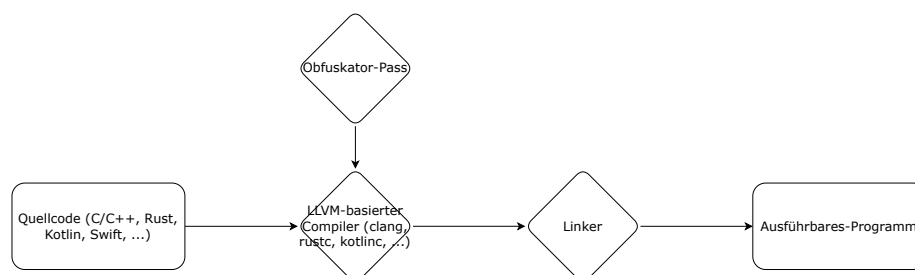 Obfuskator-Pass
Quellcode (C/C++, Rust,
Kotlin, Swift, ...)
LLVM-basierter
Compiler (clang,
rustc, kotlinc, ...)
Linker
Ausführbares-Programm